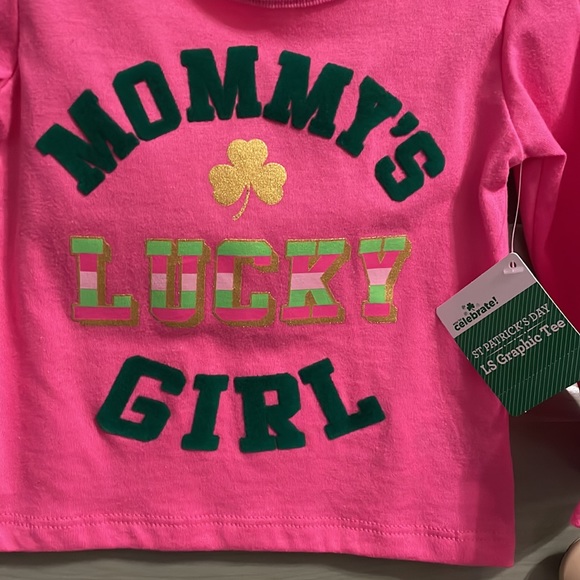 MOMMY'S
LUCKY
GIRL
celebrate!
ST PATRICK'S DAY
LS Graphic Tee